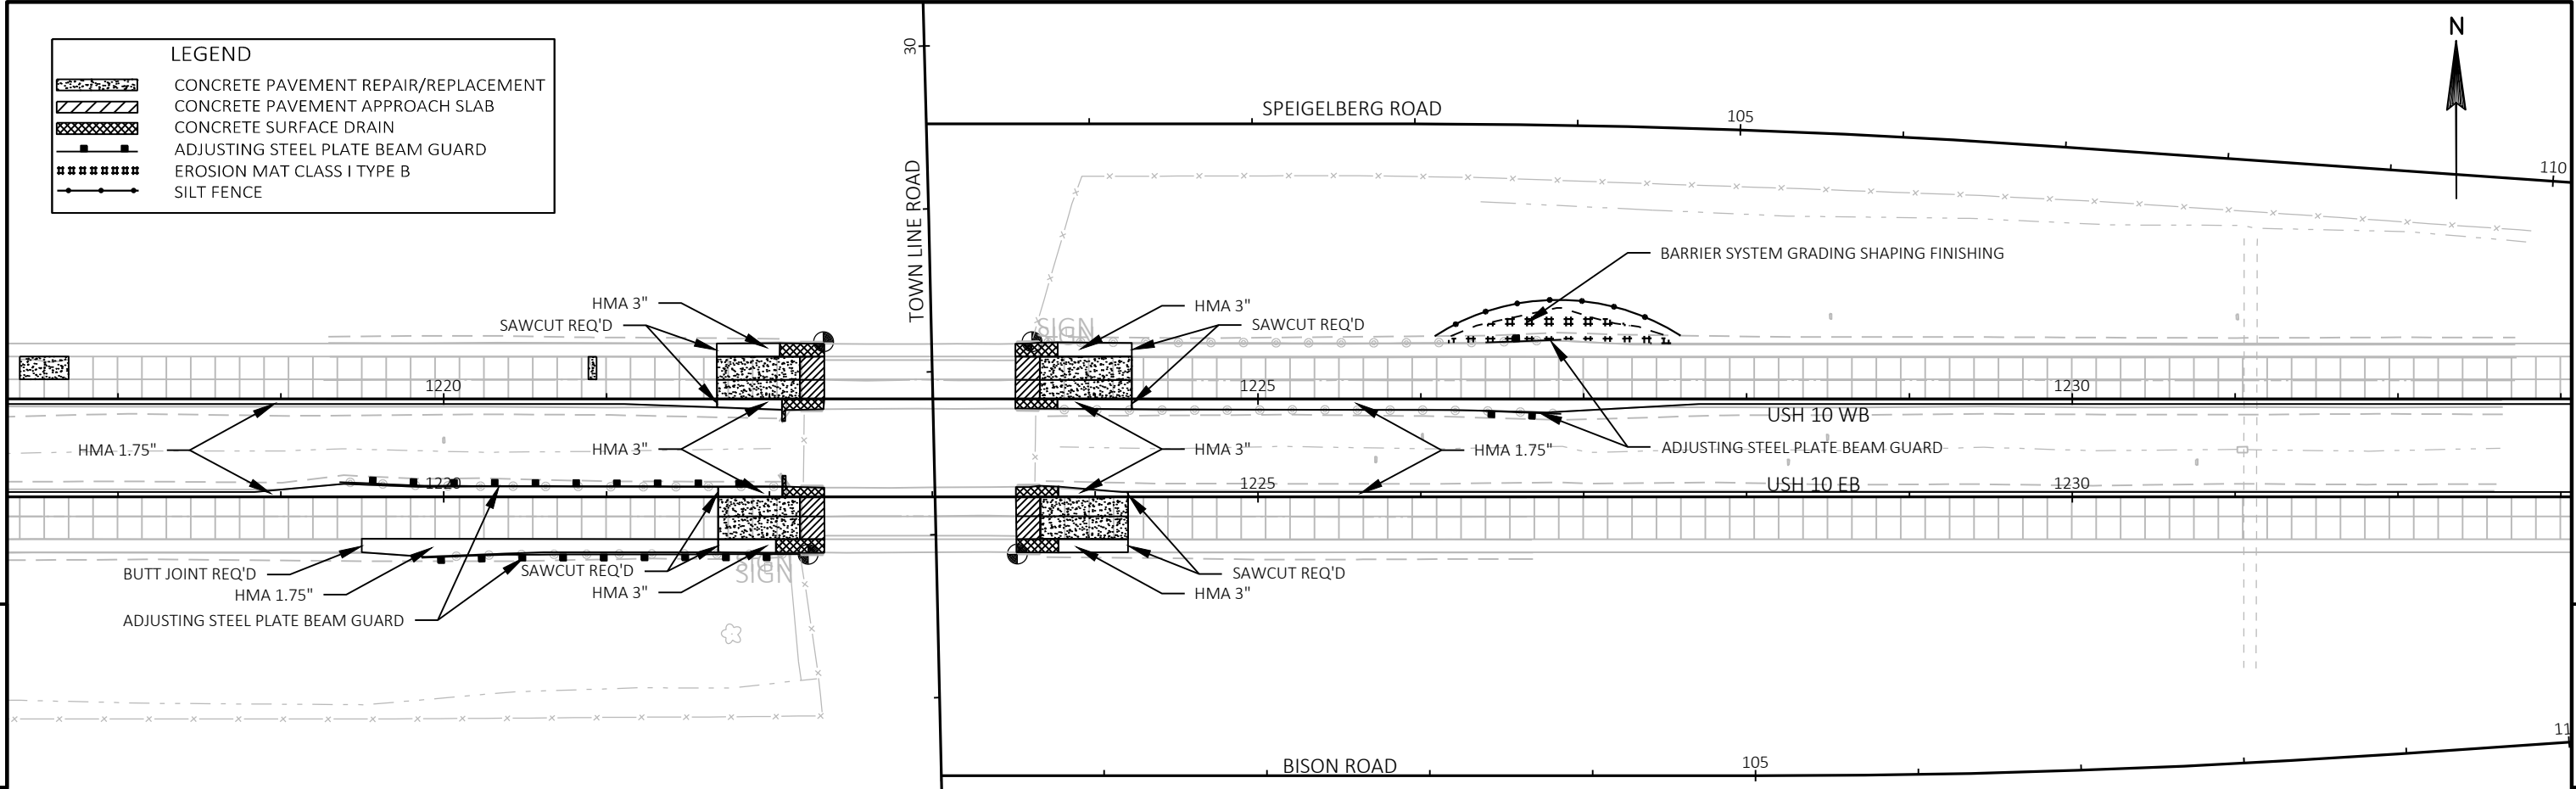 LEGEND
CONCRETE PAVEMENT REPAIR/REPLACEMENT
CONCRETE PAVEMENT APPROACH SLAB
CONCRETE SURFACE DRAIN
ADJUSTING STEEL PLATE BEAM GUARD
EROSION MAT CLASS I TYPE B
SILT FENCE
30
N
SPEIGELBERG ROAD
105
110
TOWN LINE ROAD
BARRIER SYSTEM GRADING SHAPING FINISHING
HMA 3"
SAWCUT REQ'D
HMA 3"
SAWCUT REQ'D
SIGN
1220
1225
1230
USH 10 WB
HMA 1.75"
HMA 3"
HMA 3"
HMA 1.75"
ADJUSTING STEEL PLATE BEAM GUARD
1220
1225
1230
USH 10 EB
BUTT JOINT REQ'D
SAWCUT REQ'D
SIGN
SAWCUT REQ'D
HMA 1.75"
HMA 3"
HMA 3"
ADJUSTING STEEL PLATE BEAM GUARD
BISON ROAD
105
11